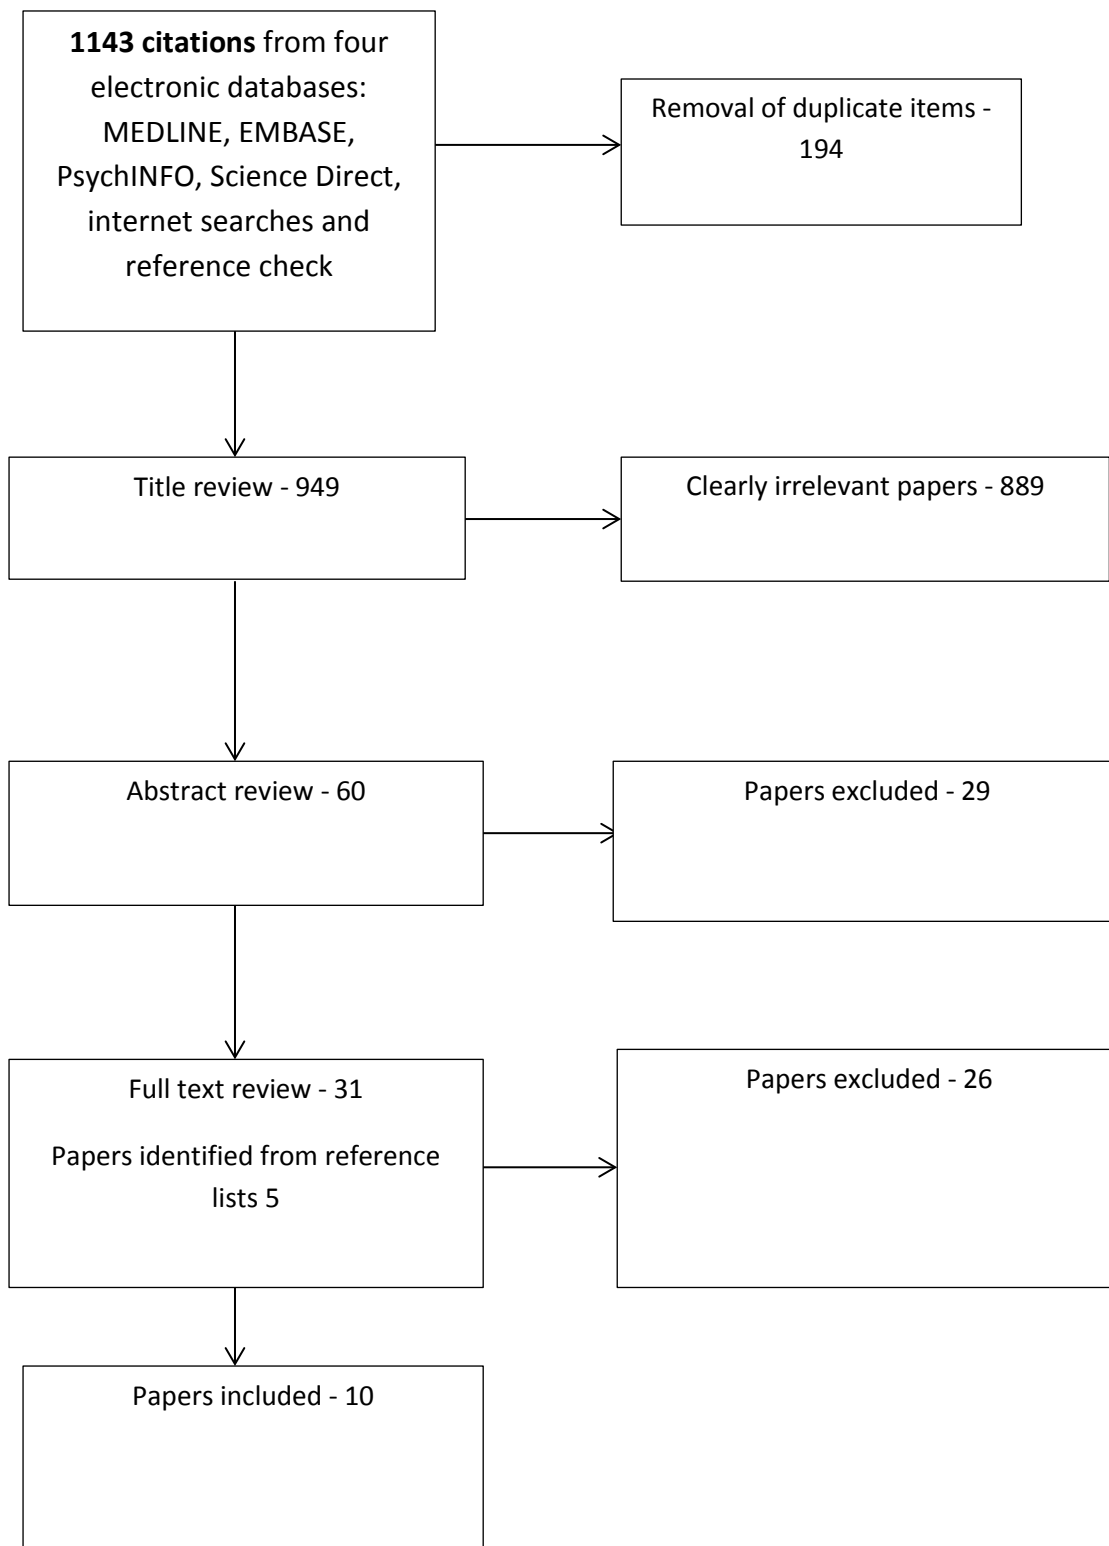 1143 citations from four
electronic databases:
MEDLINE, EMBASE,
PsychINFO, Science Direct,
internet searches and
reference check
Removal of duplicate items -
194
Title review - 949
Clearly irrelevant papers - 889
Abstract review - 60
Papers excluded - 29
Full text review - 31
Papers identified from reference
lists 5
Papers excluded - 26
Papers included - 10